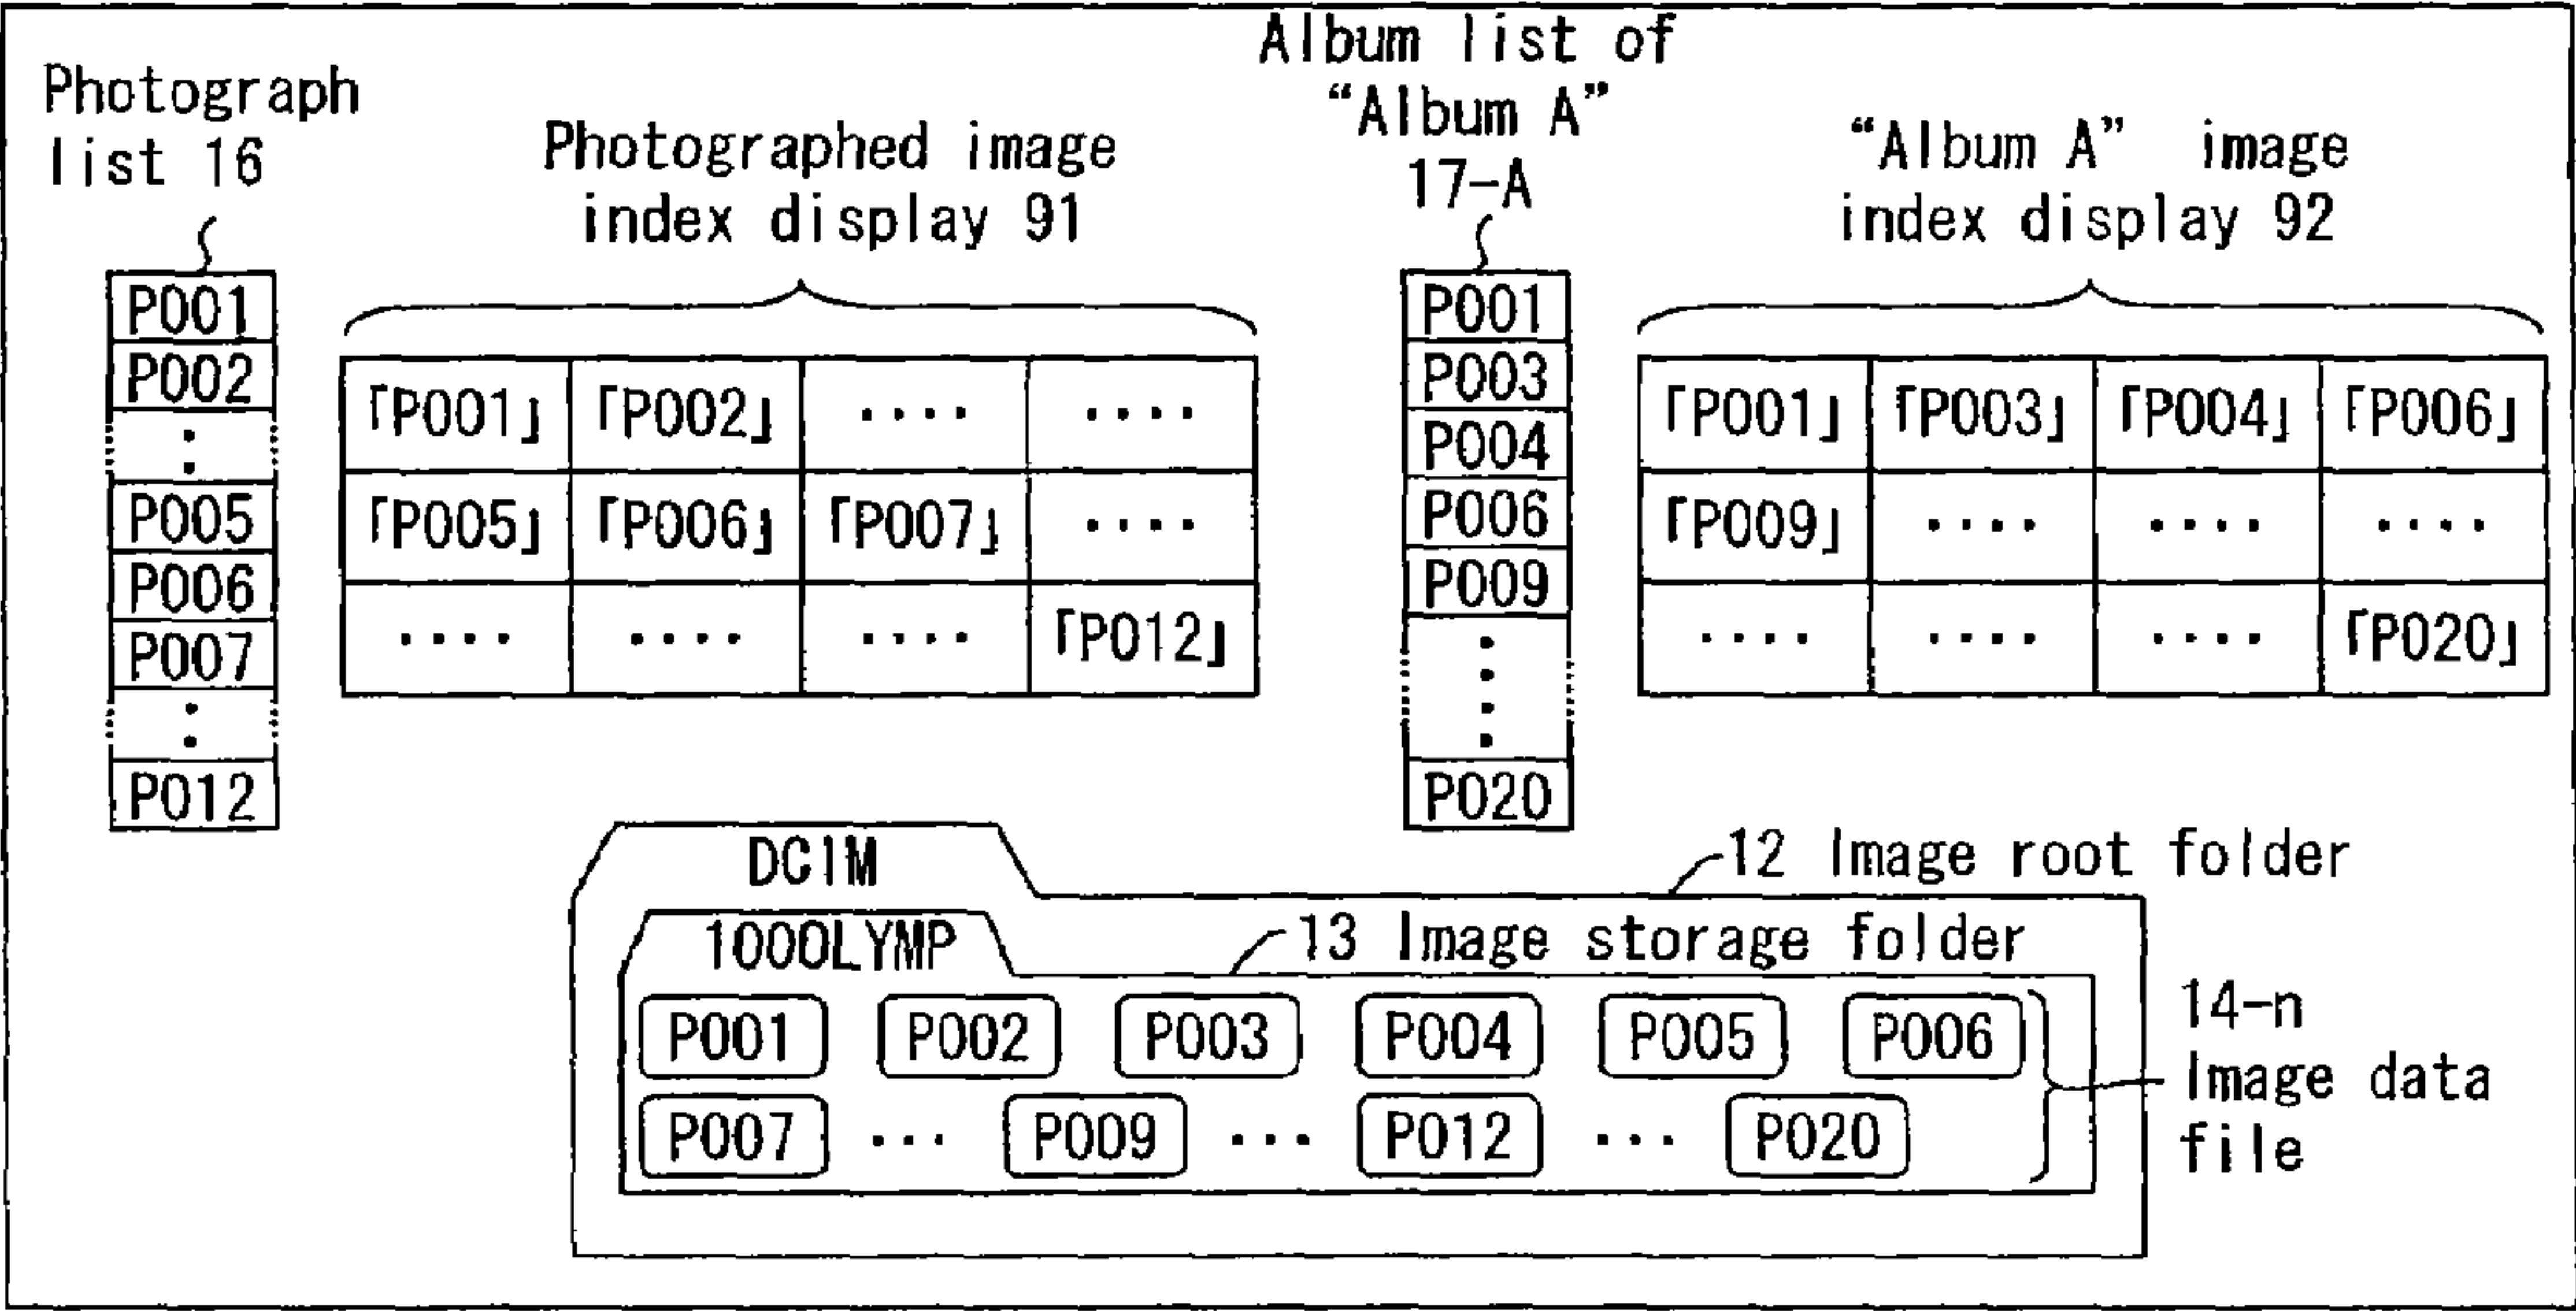 Photograph
list 16
P001
P002
:
P005
P006
P007
:
P012
Photographed image
index display 91
「P001」 「P002」 ···· ····
「P005」 「P006」 「P007」 ····
···· ···· ···· 「P012」
Album list of
“Album A”
17-A
P001
P003
P004
P006
P009
:
:
P020
“Album A” image
index display 92
「P001」 「P003」 「P004」 「P006」
「P009」 ···· ···· ····
···· ···· ···· 「P020」
DCIM
12 Image root folder
100OLYMP
13 Image storage folder
P001 P002 P003 P004 P005 P006
P007 ··· P009 ··· P012 ··· P020
14-n
Image data
file